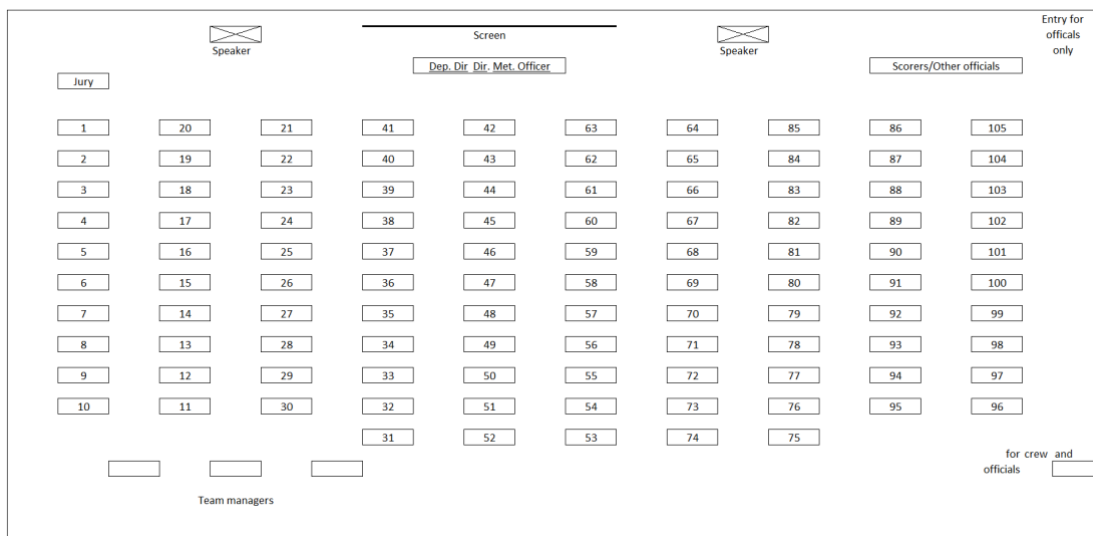 Entry for
officals
only
Screen
Speaker
Speaker
Dep. Dir Dir. Met. Officer
Scorers/Other officials
Jury
1 20 21 41 42 63 64 85 86 105
2 19 22 40 43 62 65 84 87 104
3 18 23 39 44 61 66 83 88 103
4 17 24 38 45 60 67 82 89 102
5 16 25 37 46 59 68 81 90 101
6 15 26 36 47 58 69 80 91 100
7 14 27 35 48 57 70 79 92 99
8 13 28 34 49 56 71 78 93 98
9 12 29 33 50 55 72 77 94 97
10 11 30 32 51 54 73 76 95 96
31 52 53 74 75
for crew and
officials
Team managers